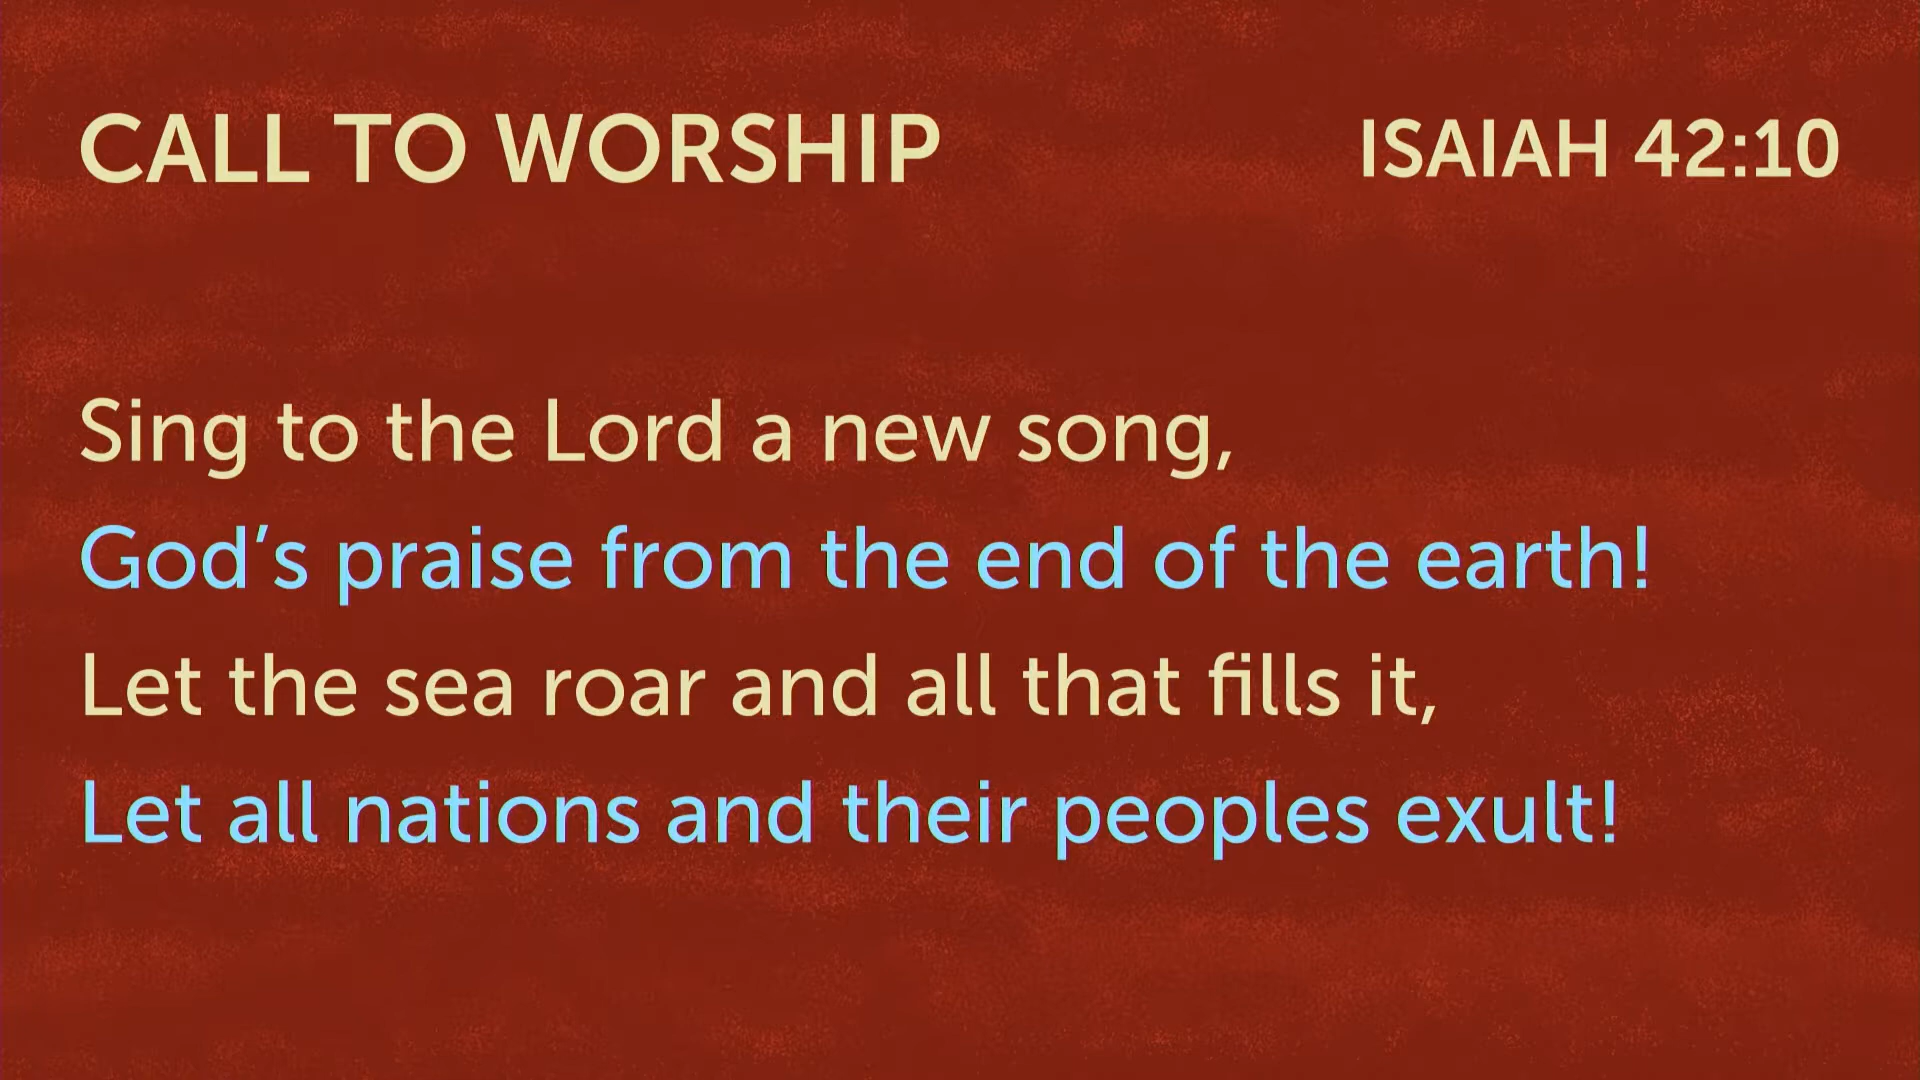 CALL TO WORSHIP
ISAIAH 42:10
Sing to the Lord a new song,
God’s praise from the end of the earth!
Let the sea roar and all that fills it,
Let all nations and their peoples exult!